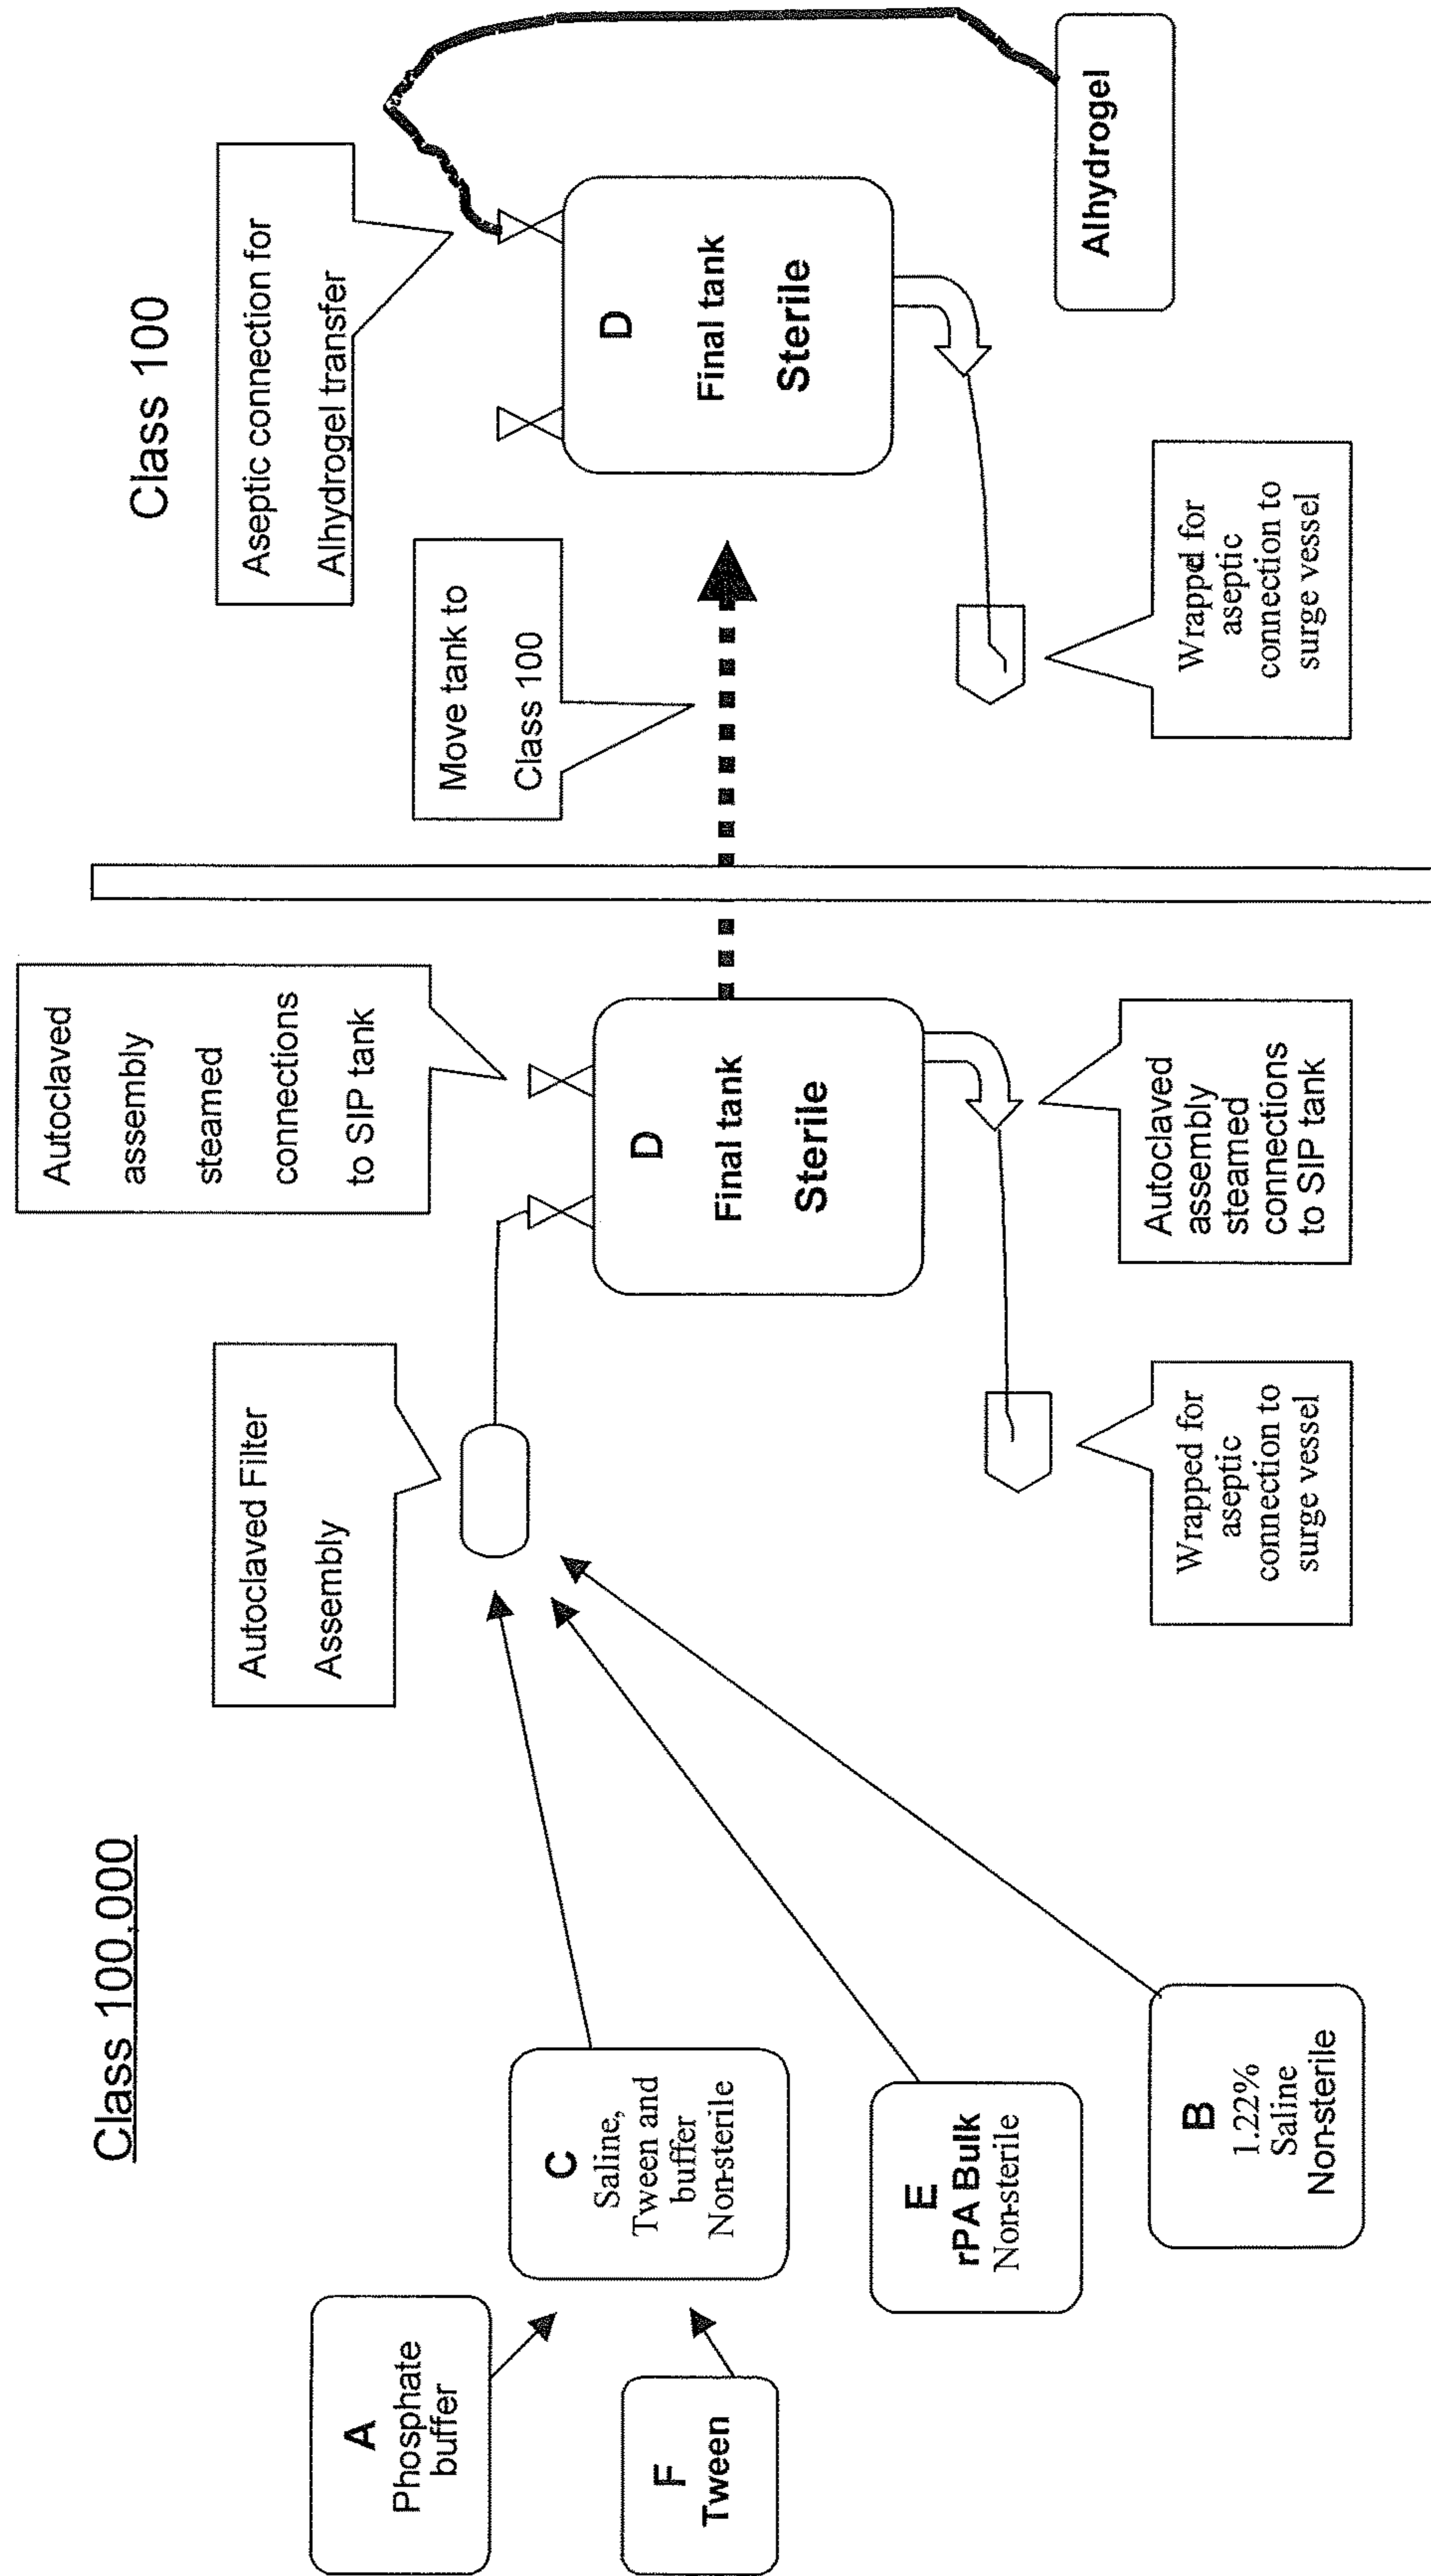 Class 100.000
Class 100
A
Phosphate
buffer
F
Tween
C
Saline,
Tween and
buffer
Non-sterile
E
rPA Bulk
Non-sterile
B
1.22%
Saline
Non-sterile
Autoclaved Filter
Assembly
Autoclaved
assembly
steamed
connections
to SIP tank
D
Final tank
Sterile
Wrapped for
aseptic
connection to
surge vessel
Autoclaved
assembly
steamed
connections
to SIP tank
Move tank to
Class 100
Aseptic connection for
Alhydrogel transfer
D
Final tank
Sterile
Wrapped for
aseptic
connection to
surge vessel
Alhydrogel